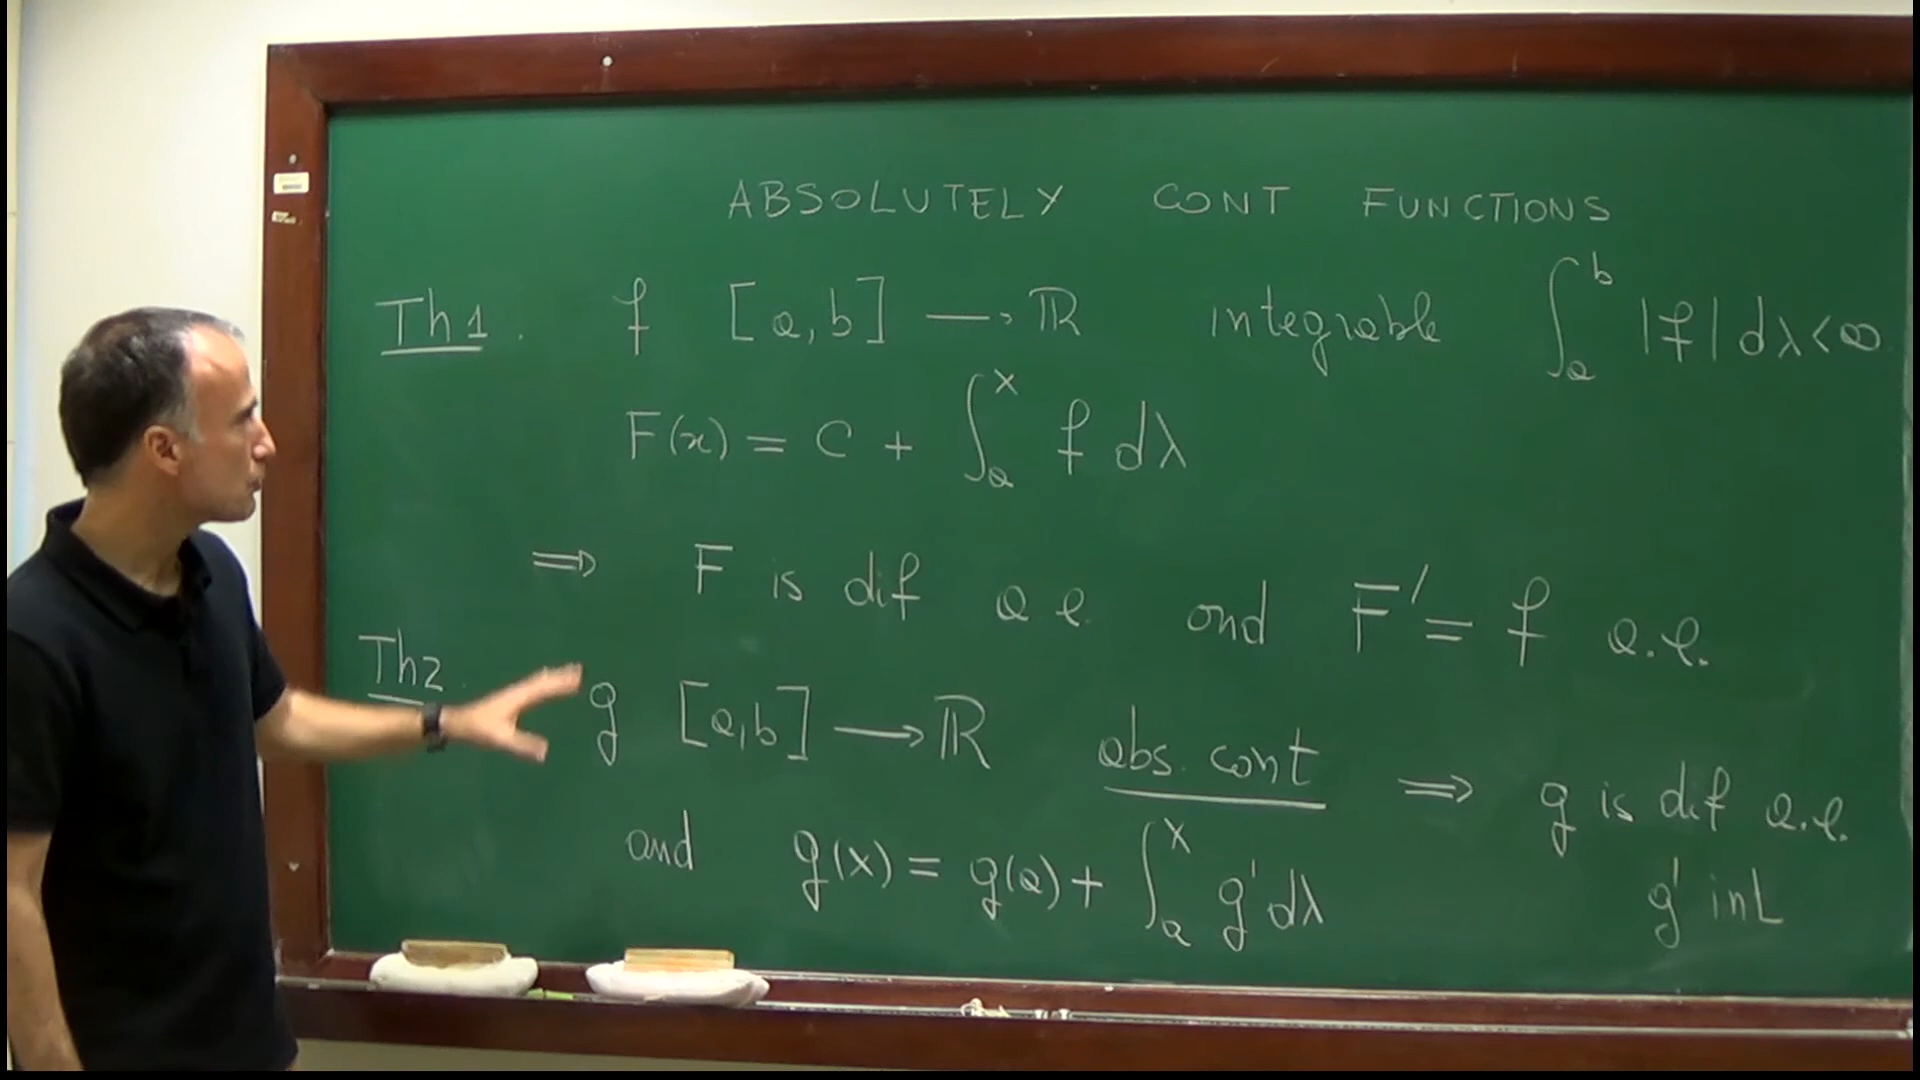 ABSOLUTELY CONT FUNCTIONS
Th1. f [a,b] → ℝ integrable ∫_a^b |f| dλ < ∞
F(x) = C + ∫_a^x f dλ
⇒ F is dif a.e. and F' = f a.e.
Th2. g [a,b] → ℝ abs. cont ⇒ g is dif a.e.
and g(x) = g(a) + ∫_a^x g' dλ g' in L